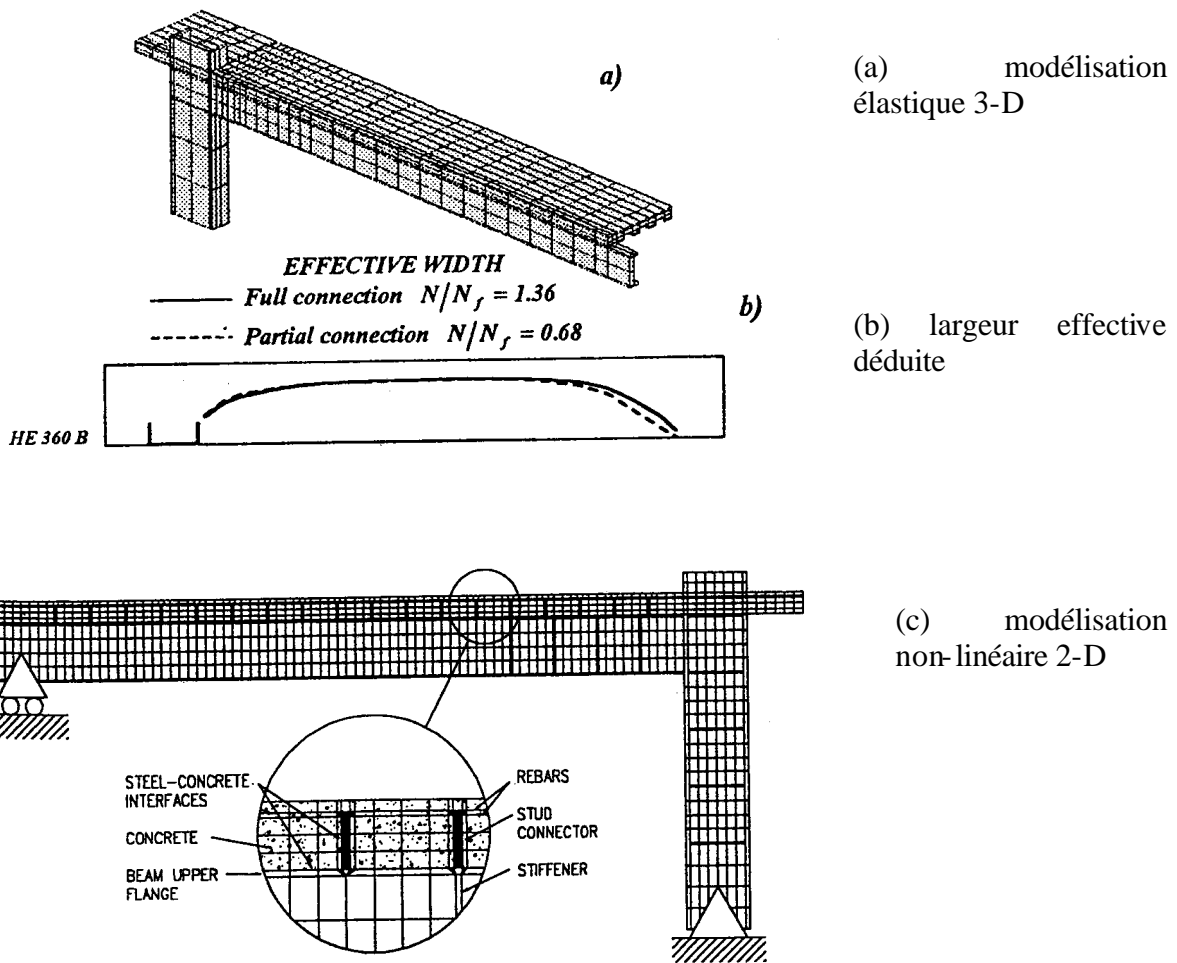 a)
(a) modélisation
élastique 3-D
EFFECTIVE WIDTH
Full connection N/N_f = 1.36
Partial connection N/N_f = 0.68
b)
(b) largeur effective
déduite
HE 360 B
(c) modélisation
non-linéaire 2-D
STEEL-CONCRETE
INTERFACES
CONCRETE
BEAM UPPER
FLANGE
REBARS
STUD
CONNECTOR
STIFFENER